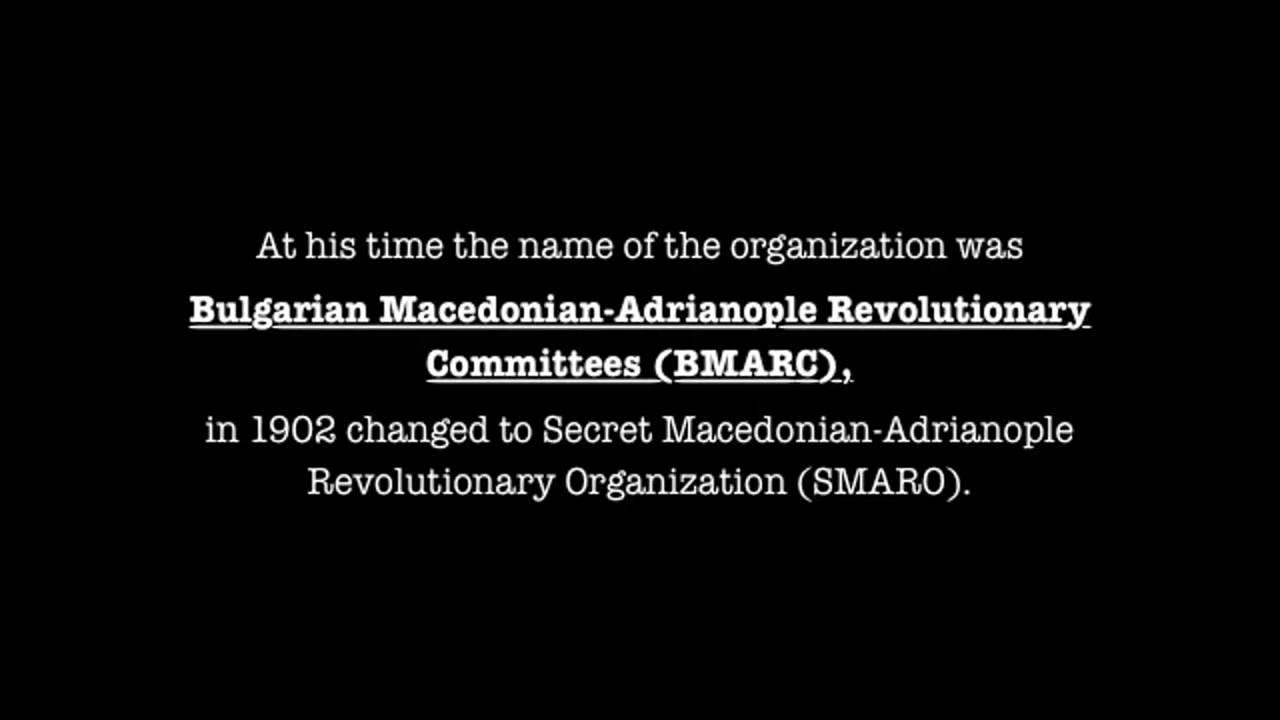 At his time the name of the organization was
Bulgarian Macedonian-Adrianople Revolutionary
Committees (BMARC),
in 1902 changed to Secret Macedonian-Adrianople
Revolutionary Organization (SMARO).